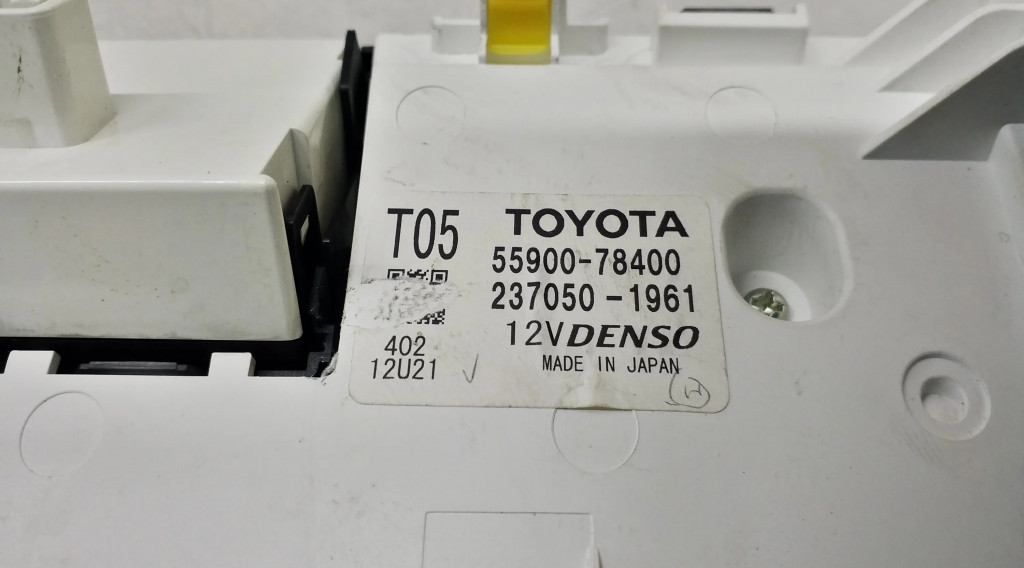 T05
TOYOTA
55900-78400
237050-1961
12V DENSO
MADE IN JAPAN
402
12U21